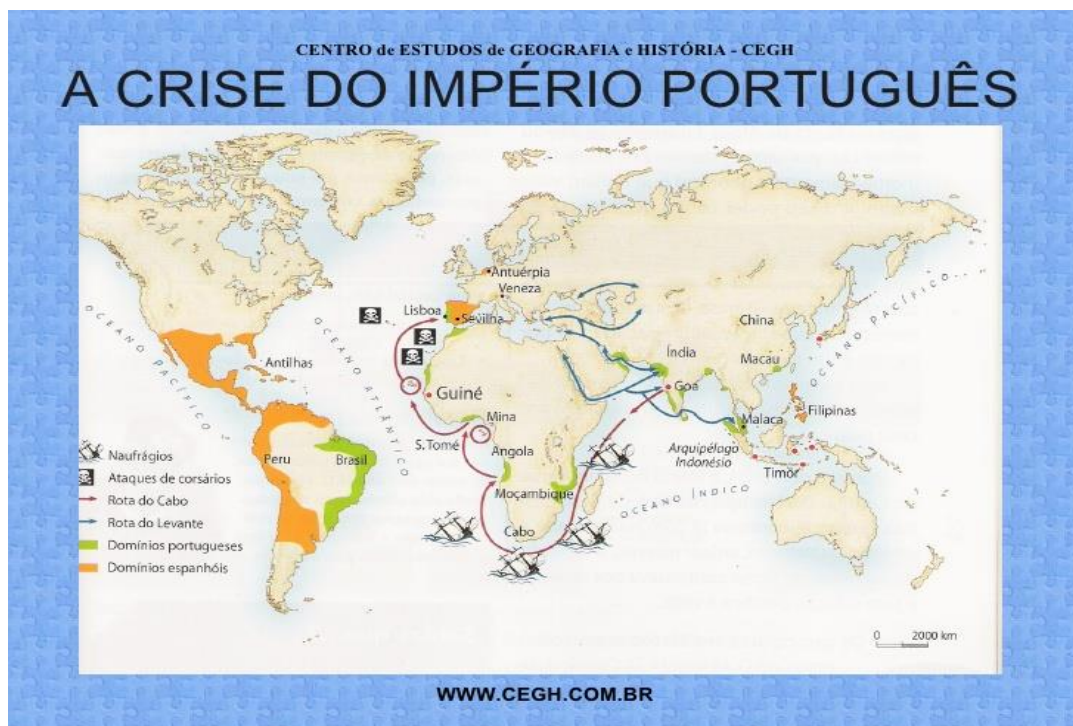 CENTRO de ESTUDOS de GEOGRAFIA e HISTÓRIA - CEGH
A CRISE DO IMPÉRIO PORTUGUÊS
Antuérpia
Veneza
Lisboa
Sevilha
OCEANO PACÍFICO
OCEANO ATLÂNTICO
Antilhas
China
OCEANO PACÍFICO
Índia
Macau
Guiné
Goa
Mina
Malaca
Filipinas
S. Tomé
Peru
Brasil
Angola
Arquipélago
Indonésio
Timor
Moçambique
OCEANO ÍNDICO
Cabo
Naufrágios
Ataques de corsários
Rota do Cabo
Rota do Levante
Domínios portugueses
Domínios espanhóis
0 2000 km
WWW.CEGH.COM.BR